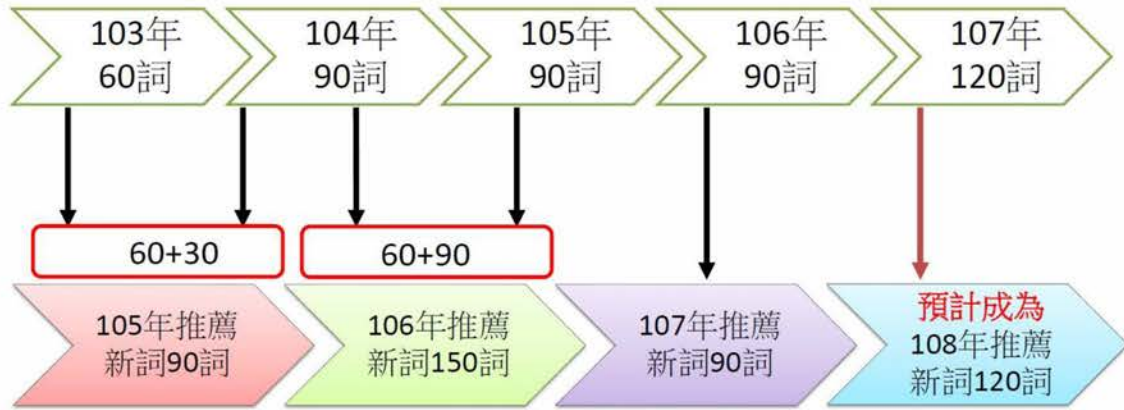 103年
60詞
104年
90詞
105年
90詞
106年
90詞
107年
120詞
60+30
60+90
105年推薦
新詞90詞
106年推薦
新詞150詞
107年推薦
新詞90詞
預計成為
108年推薦
新詞120詞